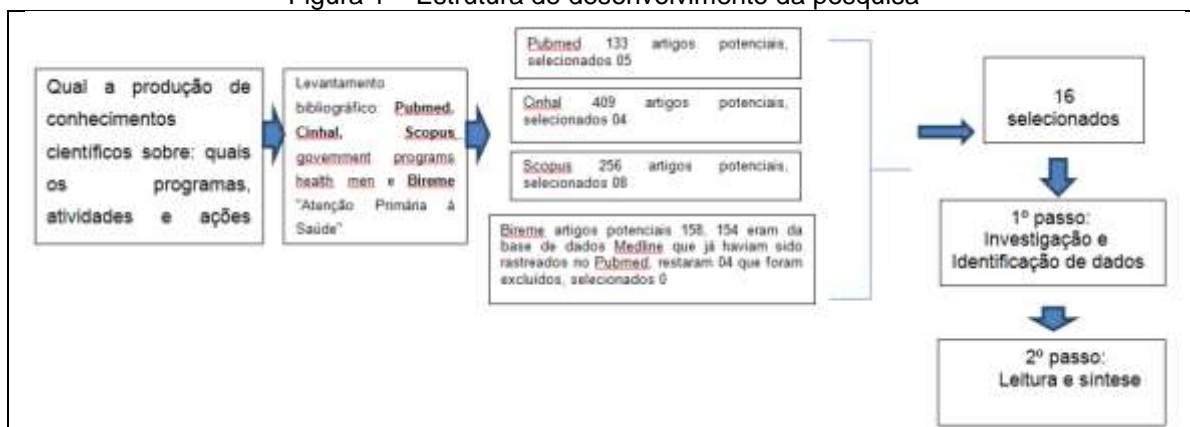 Figura 1 – Estrutura do desenvolvimento da pesquisa
Qual a produção de
conhecimentos
científicos sobre: quais
os programas,
atividades e ações
Levantamento
bibliográfico: Pubmed,
Cinhal, Scopus
government programs
health men e Bireme
"Atenção Primária à
Saúde"
Pubmed 133 artigos potenciais,
selecionados 05
Cinhal 409 artigos potenciais,
selecionados 04
Scopus 256 artigos potenciais,
selecionados 08
Bireme artigos potenciais 158, 154 eram da
base de dados Medline que já haviam sido
rastreados no Pubmed, restaram 04 que foram
excluídos, selecionados 0
16
selecionados
1º passo:
Investigação e
Identificação de dados
2º passo:
Leitura e síntese